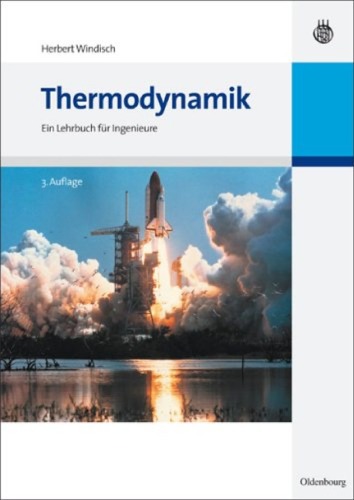 Herbert Windisch
Thermodynamik
Ein Lehrbuch für Ingenieure
3. Auflage
Oldenbourg